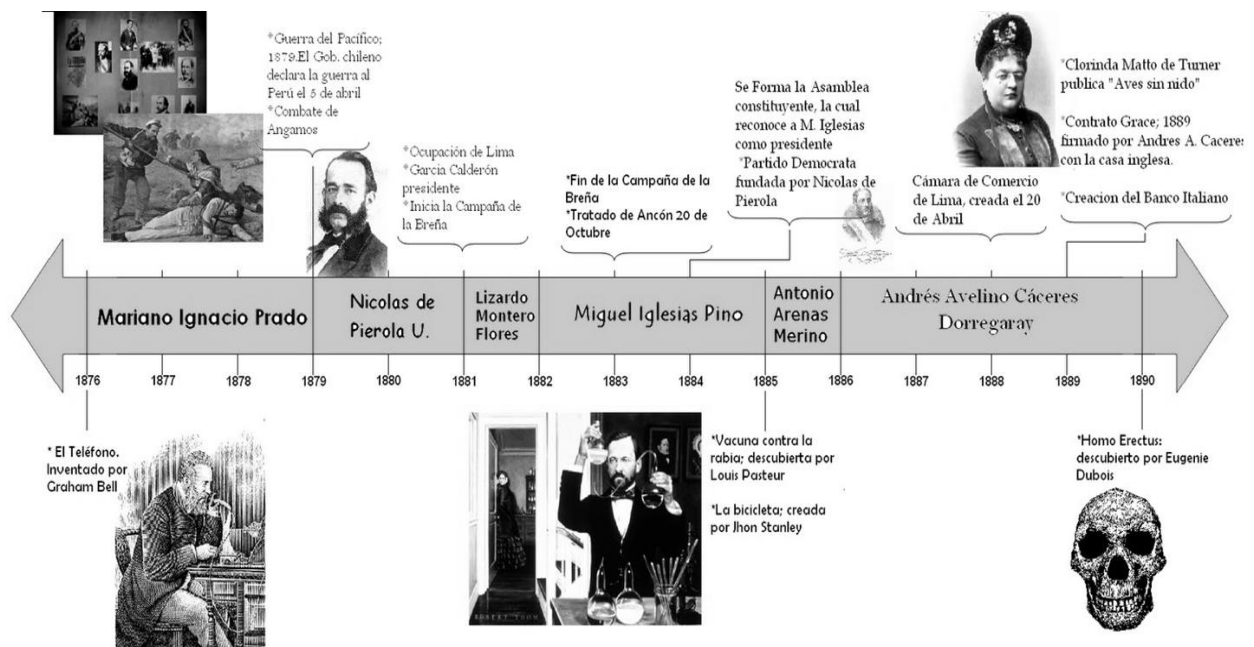 *Guerra del Pacífico;
1879.El Gob. chileno
declara la guerra al
Perú el 5 de abril
*Combate de
Angamos
*Ocupación de Lima
*Garcia Calderón
presidente
*Inicia la Campaña de
la Breña
*Fin de la Campaña de la
Breña
*Tratado de Ancón 20 de
Octubre
Se Forma la Asamblea
constituyente, la cual
reconoce a M. Iglesias
como presidente
*Partido Democrata
fundada por Nicolas de
Pierola
Cámara de Comercio
de Lima, creada el 20
de Abril
*Clorinda Matto de Turner
publica "Aves sin nido"
*Contrato Grace; 1889
firmado por Andres A. Caceres
con la casa inglesa.
*Creacion del Banco Italiano
Mariano Ignacio Prado
Nicolas de
Pierola U.
Lizardo
Montero
Flores
Miguel Iglesias Pino
Antonio
Arenas
Merino
Andrés Avelino Cáceres
Dorregaray
1876 1877 1878 1879 1880 1881 1882 1883 1884 1885 1886 1887 1888 1889 1890
* El Teléfono.
Inventado por
Graham Bell
ROBERT THOM
*Vacuna contra la
rabia; descubierta por
Louis Pasteur
*La bicicleta; creada
por Jhon Stanley
*Homo Erectus:
descubierto por Eugenie
Dubois